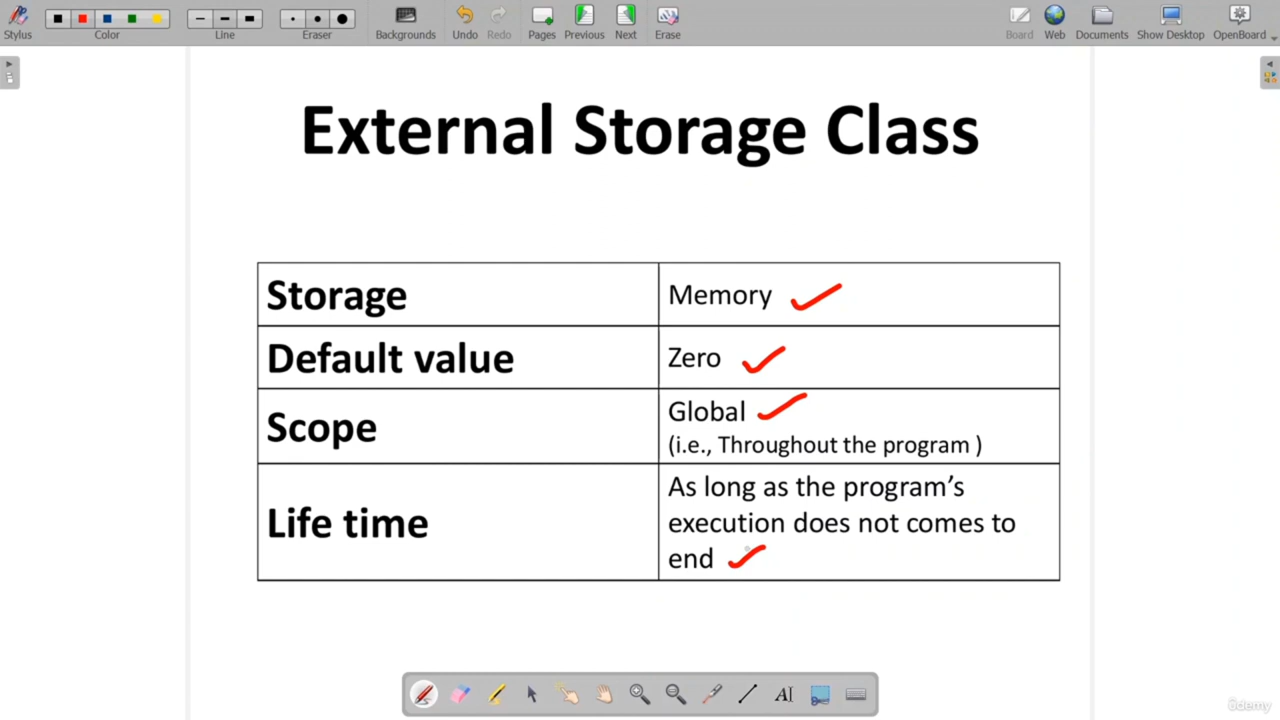 Stylus
Color
Line
Eraser
Backgrounds
Undo
Redo
Pages
Previous
Next
Erase
Board
Web
Documents
Show Desktop
OpenBoard
External Storage Class
Storage
Memory
Default value
Zero
Scope
Global
(i.e., Throughout the program )
Life time
As long as the program’s
execution does not comes to
end
AI
ûdemy